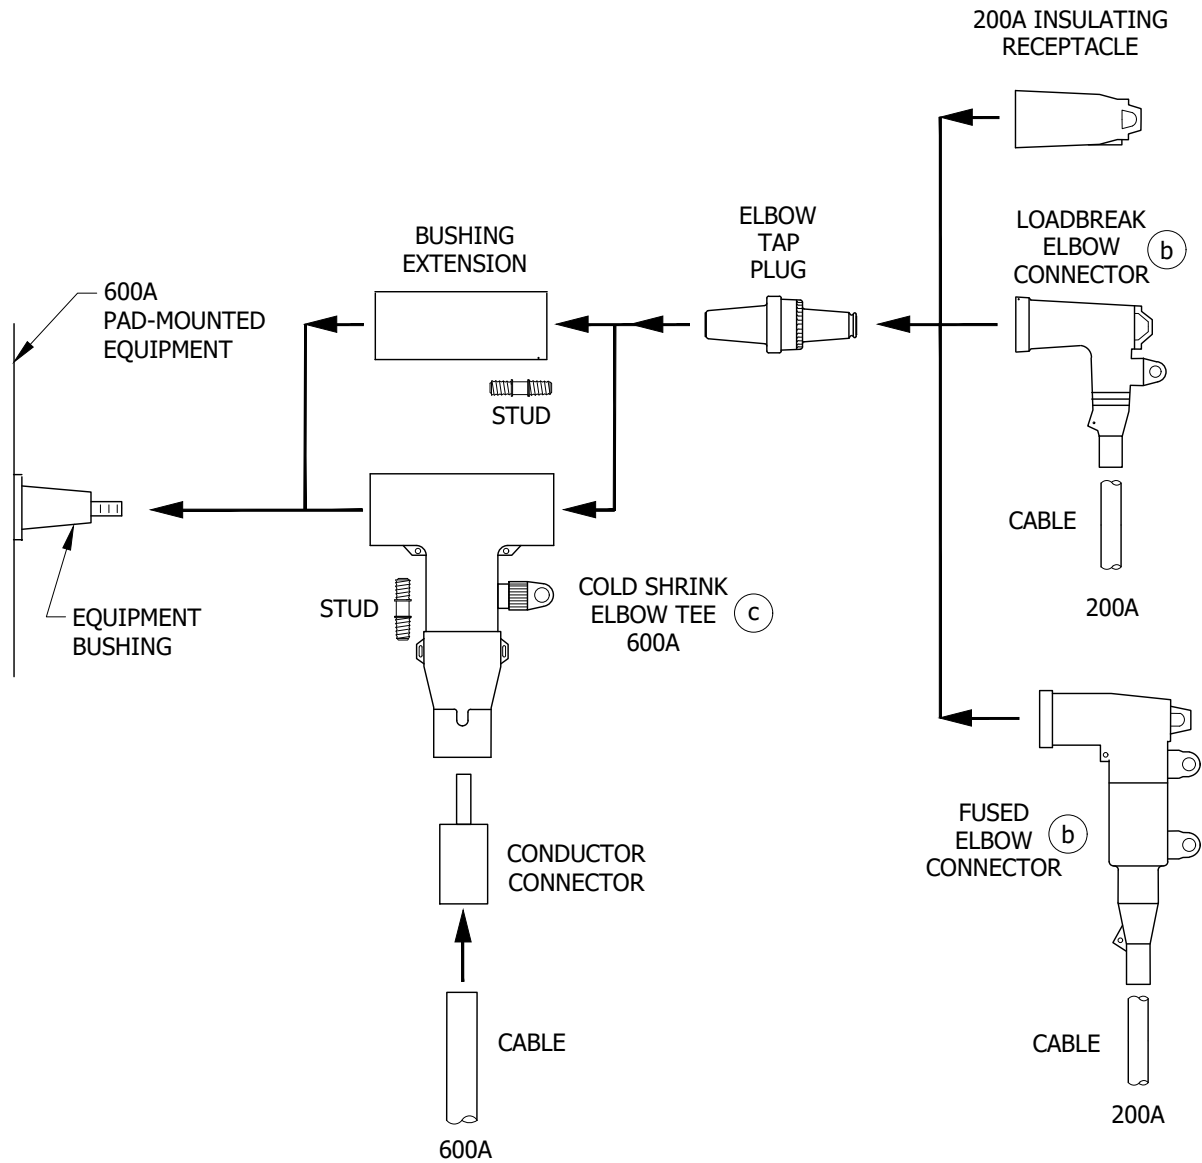 200A INSULATING
RECEPTACLE
ELBOW
TAP
PLUG
LOADBREAK
ELBOW
CONNECTOR
b
BUSHING
EXTENSION
600A
PAD-MOUNTED
EQUIPMENT
STUD
CABLE
200A
STUD
COLD SHRINK
ELBOW TEE
600A
c
EQUIPMENT
BUSHING
FUSED
ELBOW
CONNECTOR
b
CONDUCTOR
CONNECTOR
CABLE
600A
CABLE
200A